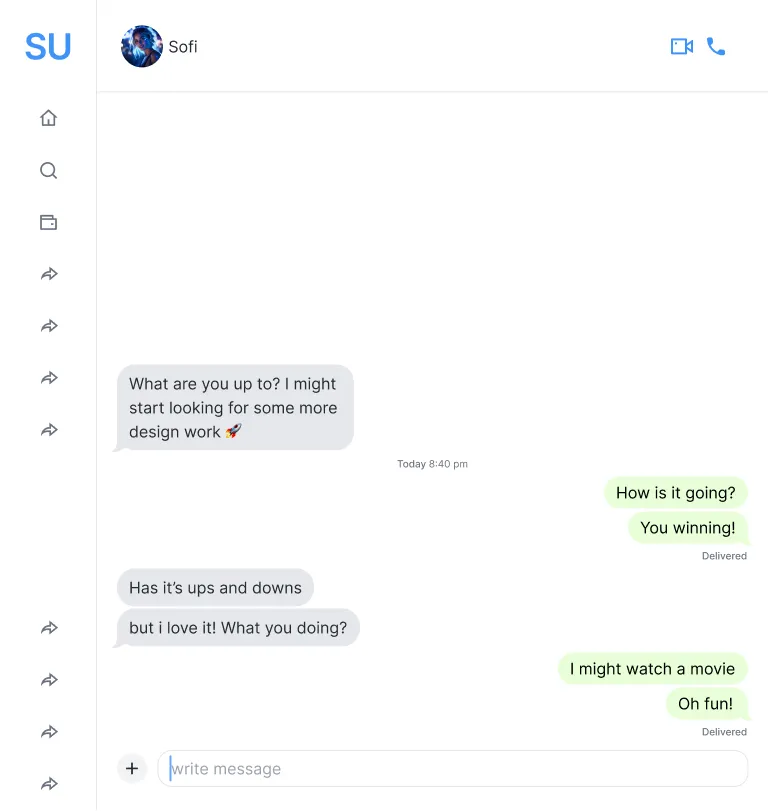 SU
Sofi
What are you up to? I might
start looking for some more
design work 🚀
Today 8:40 pm
How is it going?
You winning!
Delivered
Has it’s ups and downs
but i love it! What you doing?
I might watch a movie
Oh fun!
Delivered
write message